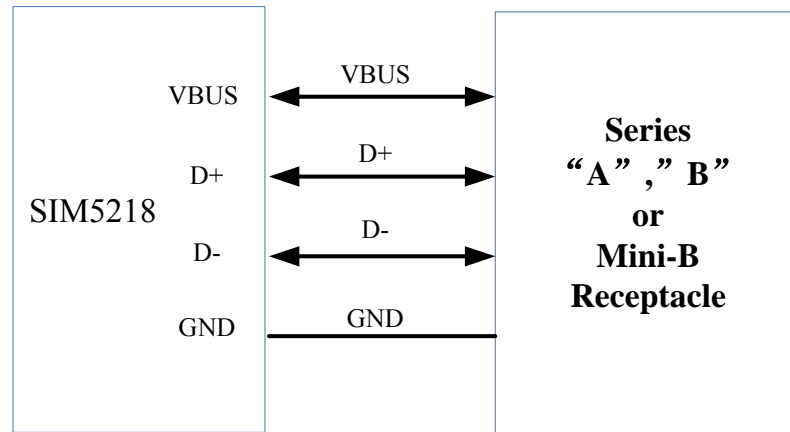 SIM5218
VBUS
D+
D-
GND
VBUS
D+
D-
GND
Series
“A” ,” B”
or
Mini-B
Receptacle